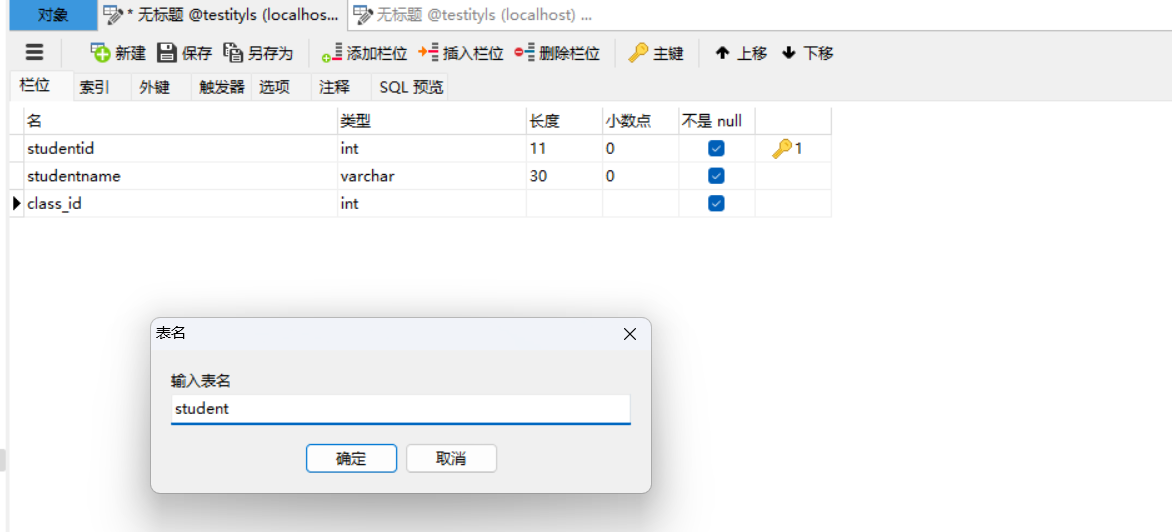 对象 * 无标题 @testityls (localhos... 无标题 @testityls (localhost) ...
新建 保存 另存为 添加栏位 插入栏位 删除栏位 主键 上移 下移
栏位 索引 外键 触发器 选项 注释 SQL 预览
名 类型 长度 小数点 不是 null
studentid int 11 0 1
studentname varchar 30 0
class_id int
表名
输入表名
student
确定 取消